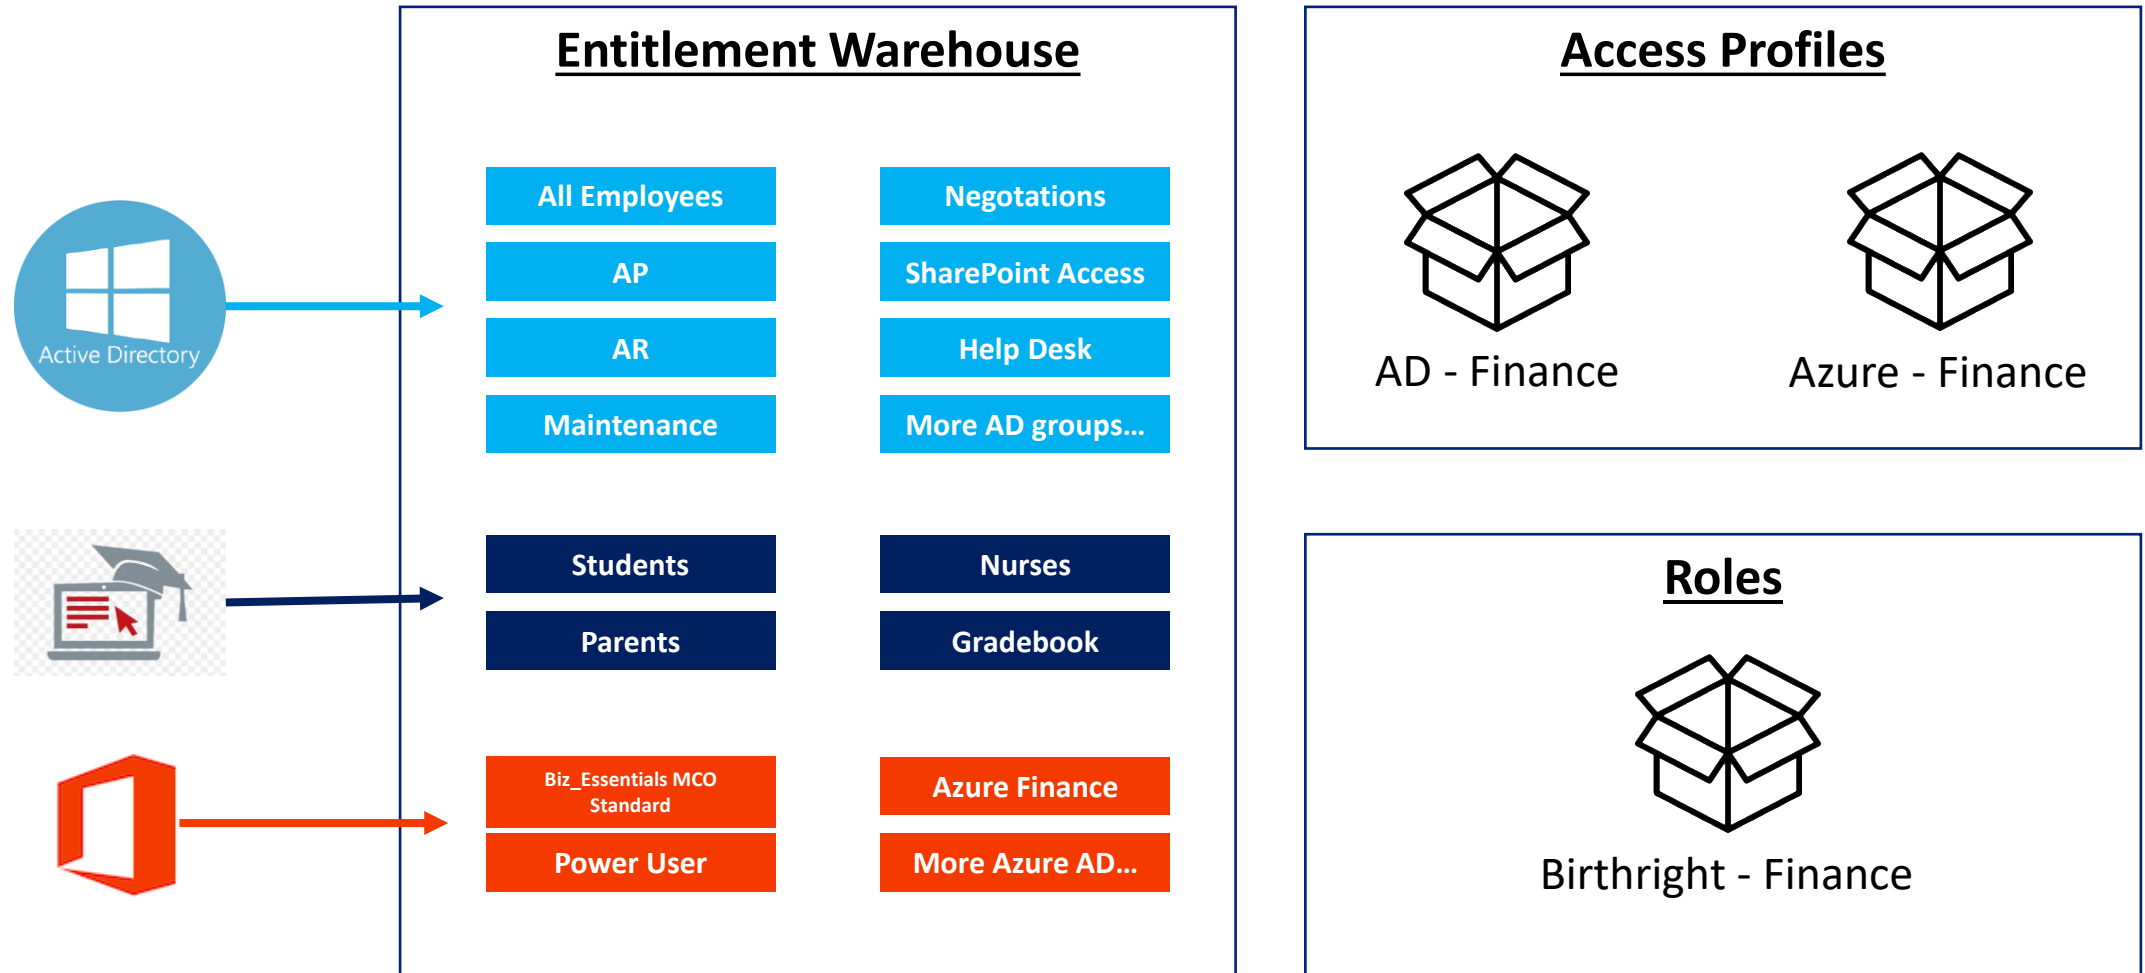 Entitlement Warehouse
All Employees
Negotations
AP
SharePoint Access
AR
Help Desk
Maintenance
More AD groups...
Active Directory
Students
Nurses
Parents
Gradebook
Biz_Essentials MCO
Standard
Azure Finance
Power User
More Azure AD...
Access Profiles
AD - Finance
Azure - Finance
Roles
Birthright - Finance